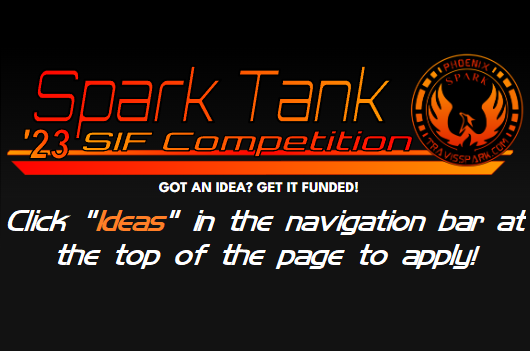 Spark Tank
'23 SIF Competition
PHOENIX
SPARK
TRAVISSPARK.COM
GOT AN IDEA? GET IT FUNDED!
Click "Ideas" in the navigation bar at
the top of the page to apply!